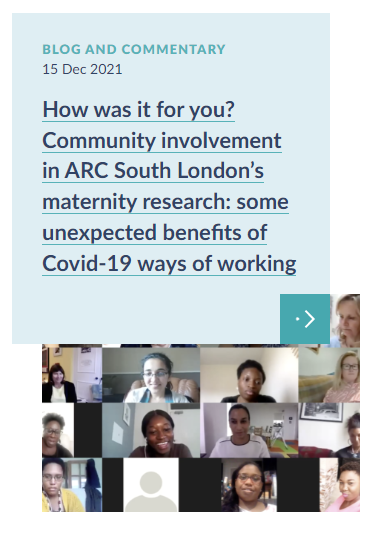 BLOG AND COMMENTARY
15 Dec 2021
How was it for you?
Community involvement
in ARC South London’s
maternity research: some
unexpected benefits of
Covid-19 ways of working